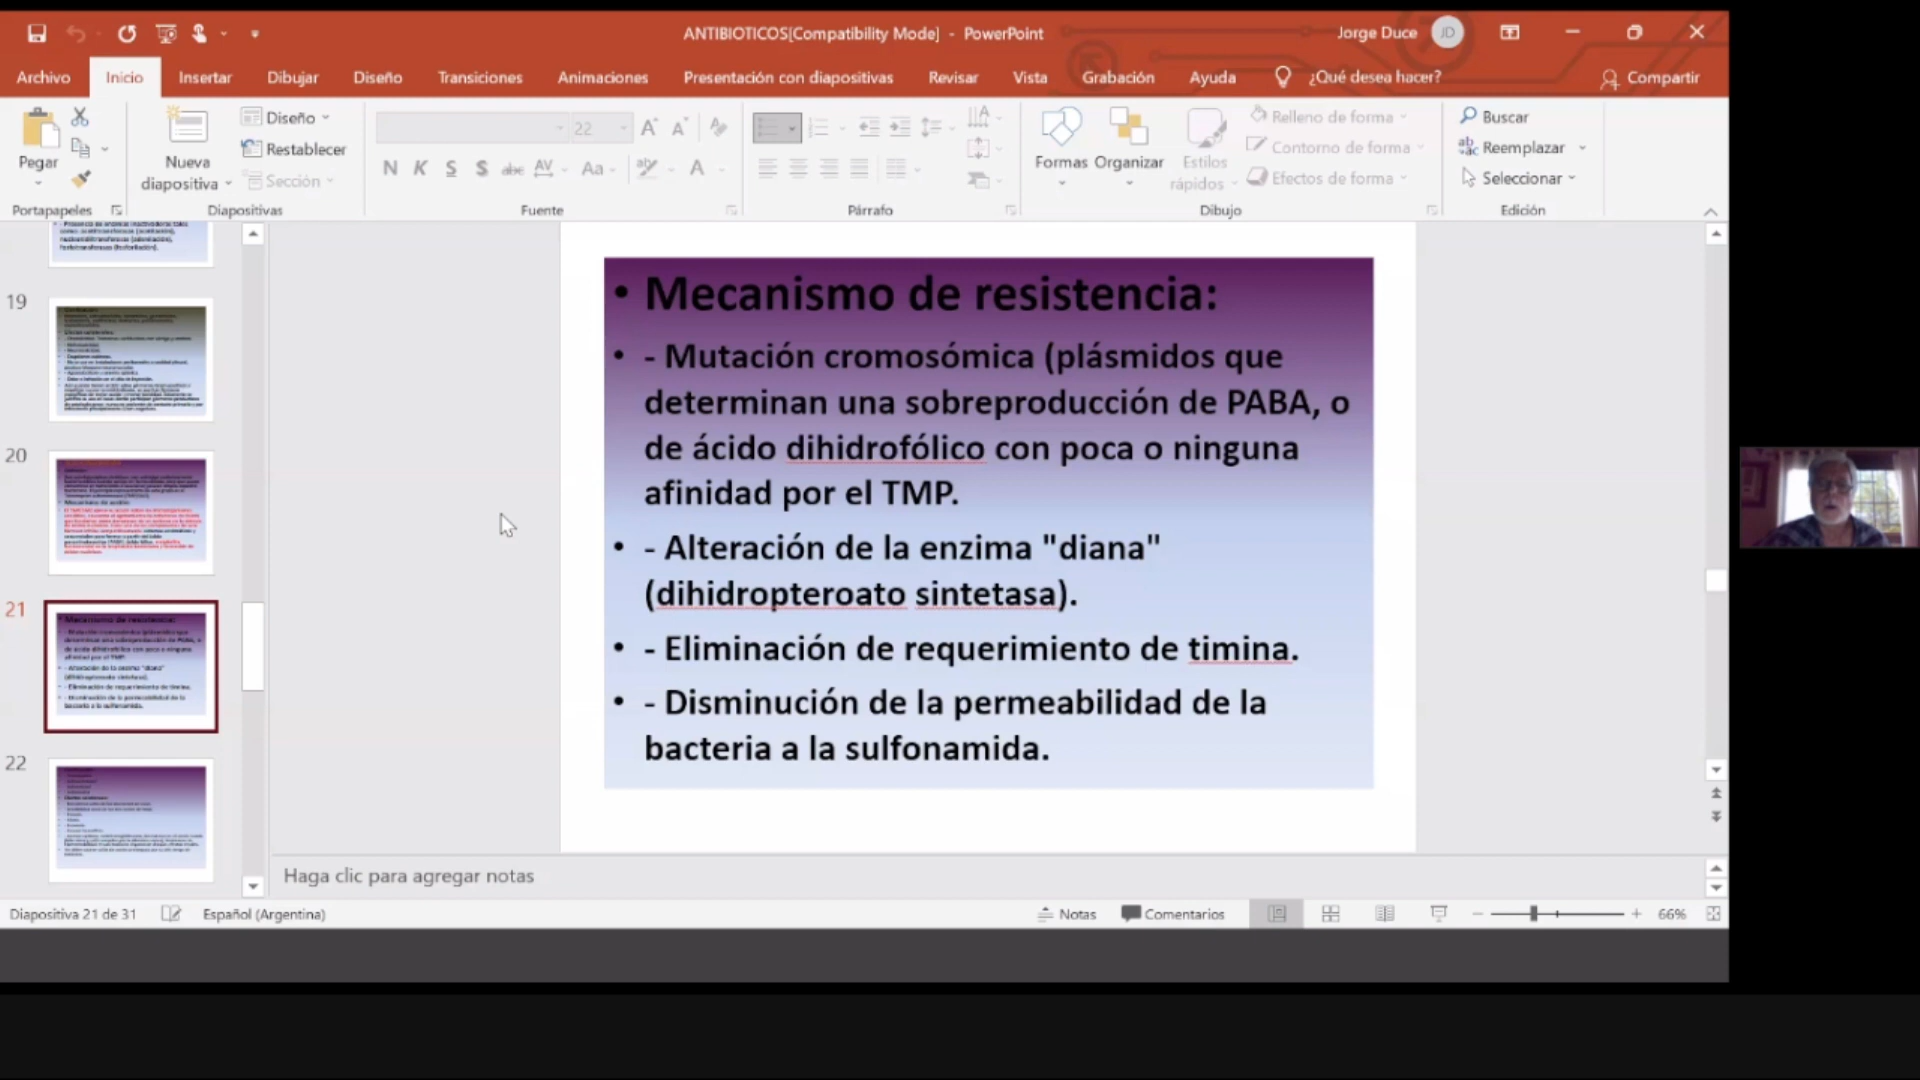 ANTIBIOTICOS[Compatibility Mode] - PowerPoint
Jorge Duce JD
Archivo Inicio Insertar Dibujar Diseño Transiciones Animaciones Presentación con diapositivas Revisar Vista Grabación Ayuda ¿Qué desea hacer? Compartir
Pegar
Nueva diapositiva
Diseño
Restablecer
Sección
22
N K S S abc AV Aa A
Formas Organizar Estilos rápidos
Relleno de forma
Contorno de forma
Efectos de forma
Buscar
Reemplazar
Seleccionar
Portapapeles Diapositivas Fuente Párrafo Dibujo Edición
19
20
21
22
• Mecanismo de resistencia:
• - Mutación cromosómica (plásmidos que
determinan una sobreproducción de PABA, o
de ácido dihidrofólico con poca o ninguna
afinidad por el TMP.
• - Alteración de la enzima "diana"
(dihidropteroato sintetasa).
• - Eliminación de requerimiento de timina.
• - Disminución de la permeabilidad de la
bacteria a la sulfonamida.
Haga clic para agregar notas
Diapositiva 21 de 31 Español (Argentina) Notas Comentarios 66%